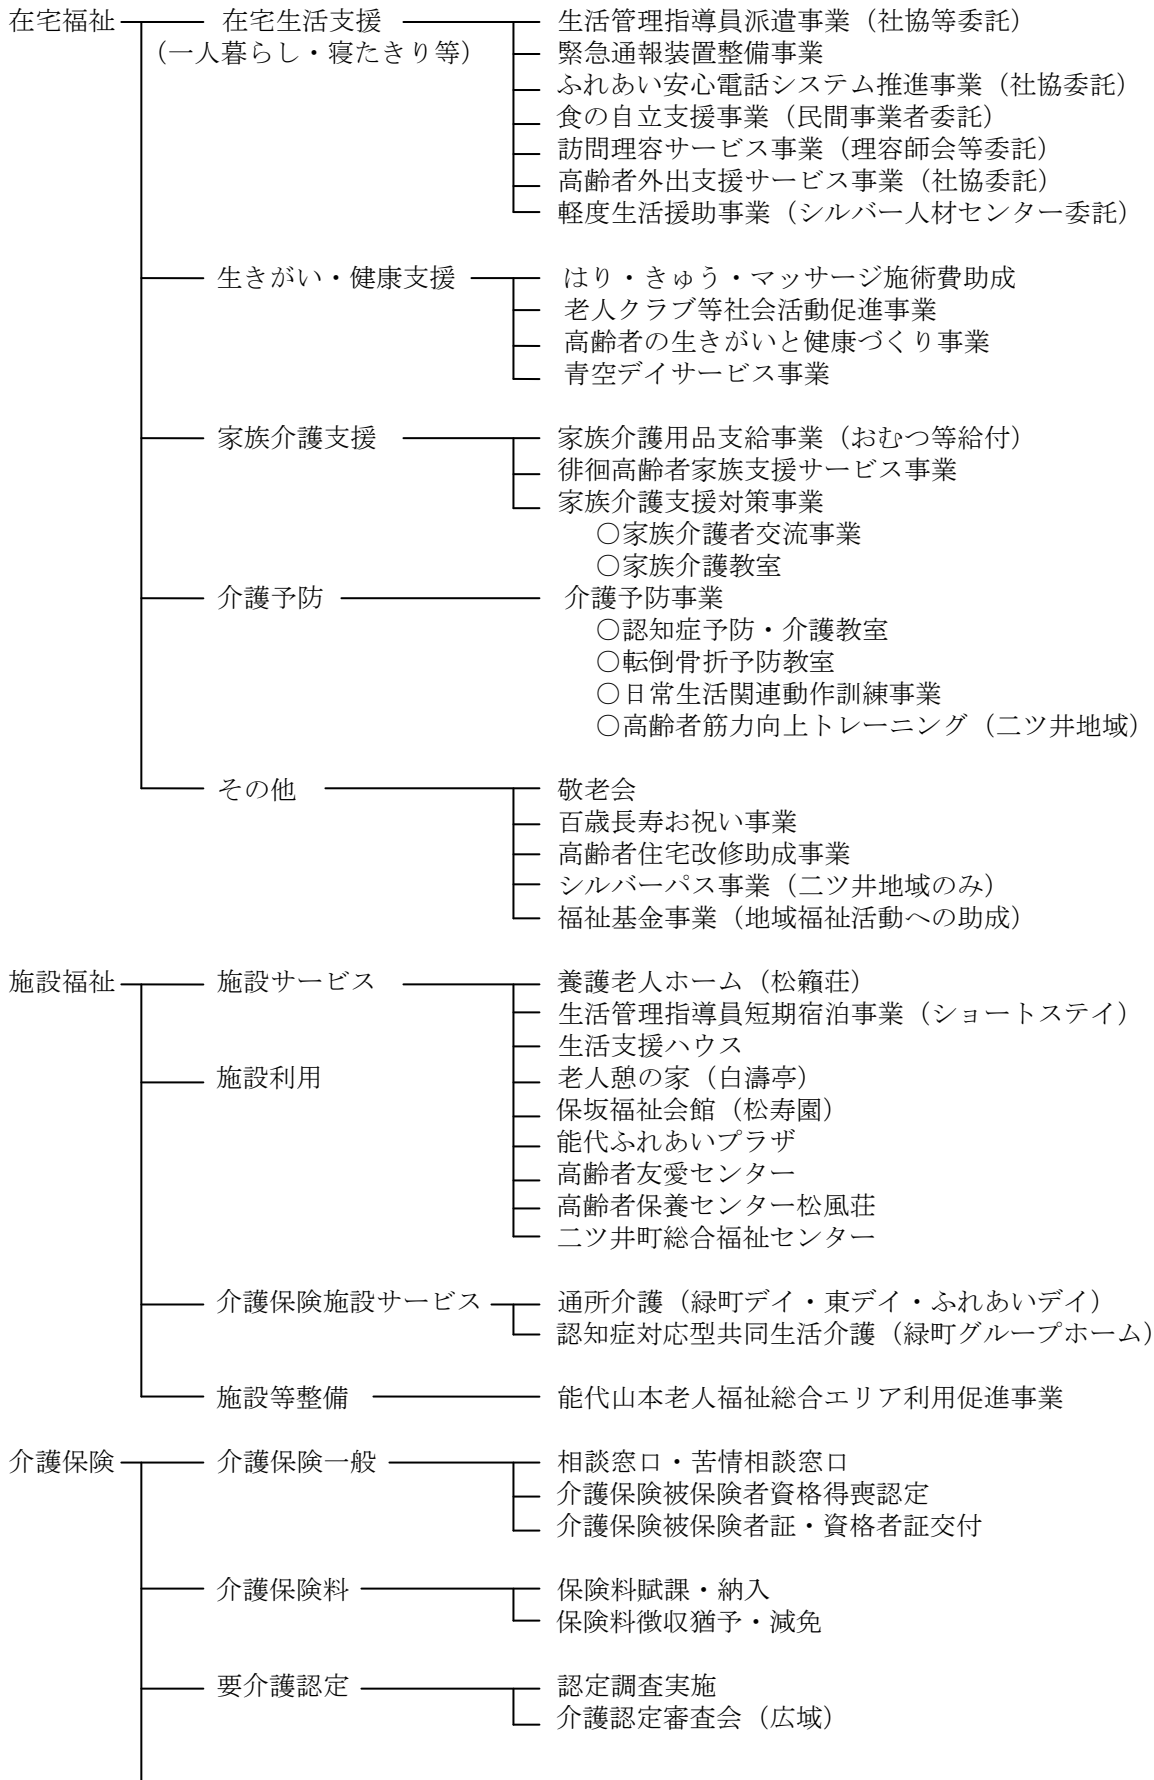 在宅福祉 在宅生活支援 生活管理指導員派遣事業（社協等委託）
（一人暮らし・寝たきり等） 緊急通報装置整備事業
ふれあい安心電話システム推進事業（社協委託）
食の自立支援事業（民間事業者委託）
訪問理容サービス事業（理容師会等委託）
高齢者外出支援サービス事業（社協委託）
軽度生活援助事業（シルバー人材センター委託）
生きがい・健康支援 はり・きゅう・マッサージ施術費助成
老人クラブ等社会活動促進事業
高齢者の生きがいと健康づくり事業
青空デイサービス事業
家族介護支援 家族介護用品支給事業（おむつ等給付）
徘徊高齢者家族支援サービス事業
家族介護支援対策事業
○家族介護者交流事業
○家族介護教室
介護予防 介護予防事業
○認知症予防・介護教室
○転倒骨折予防教室
○日常生活関連動作訓練事業
○高齢者筋力向上トレーニング（二ツ井地域）
その他 敬老会
百歳長寿お祝い事業
高齢者住宅改修助成事業
シルバーパス事業（二ツ井地域のみ）
福祉基金事業（地域福祉活動への助成）
施設福祉 施設サービス 養護老人ホーム（松籟荘）
生活管理指導員短期宿泊事業（ショートステイ）
生活支援ハウス
施設利用 老人憩の家（白濤亭）
保坂福祉会館（松寿園）
能代ふれあいプラザ
高齢者友愛センター
高齢者保養センター松風荘
二ツ井町総合福祉センター
介護保険施設サービス 通所介護（緑町デイ・東デイ・ふれあいデイ）
認知症対応型共同生活介護（緑町グループホーム）
施設等整備 能代山本老人福祉総合エリア利用促進事業
介護保険 介護保険一般 相談窓口・苦情相談窓口
介護保険被保険者資格得喪認定
介護保険被保険者証・資格者証交付
介護保険料 保険料賦課・納入
保険料徴収猶予・減免
要介護認定 認定調査実施
介護認定審査会（広域）